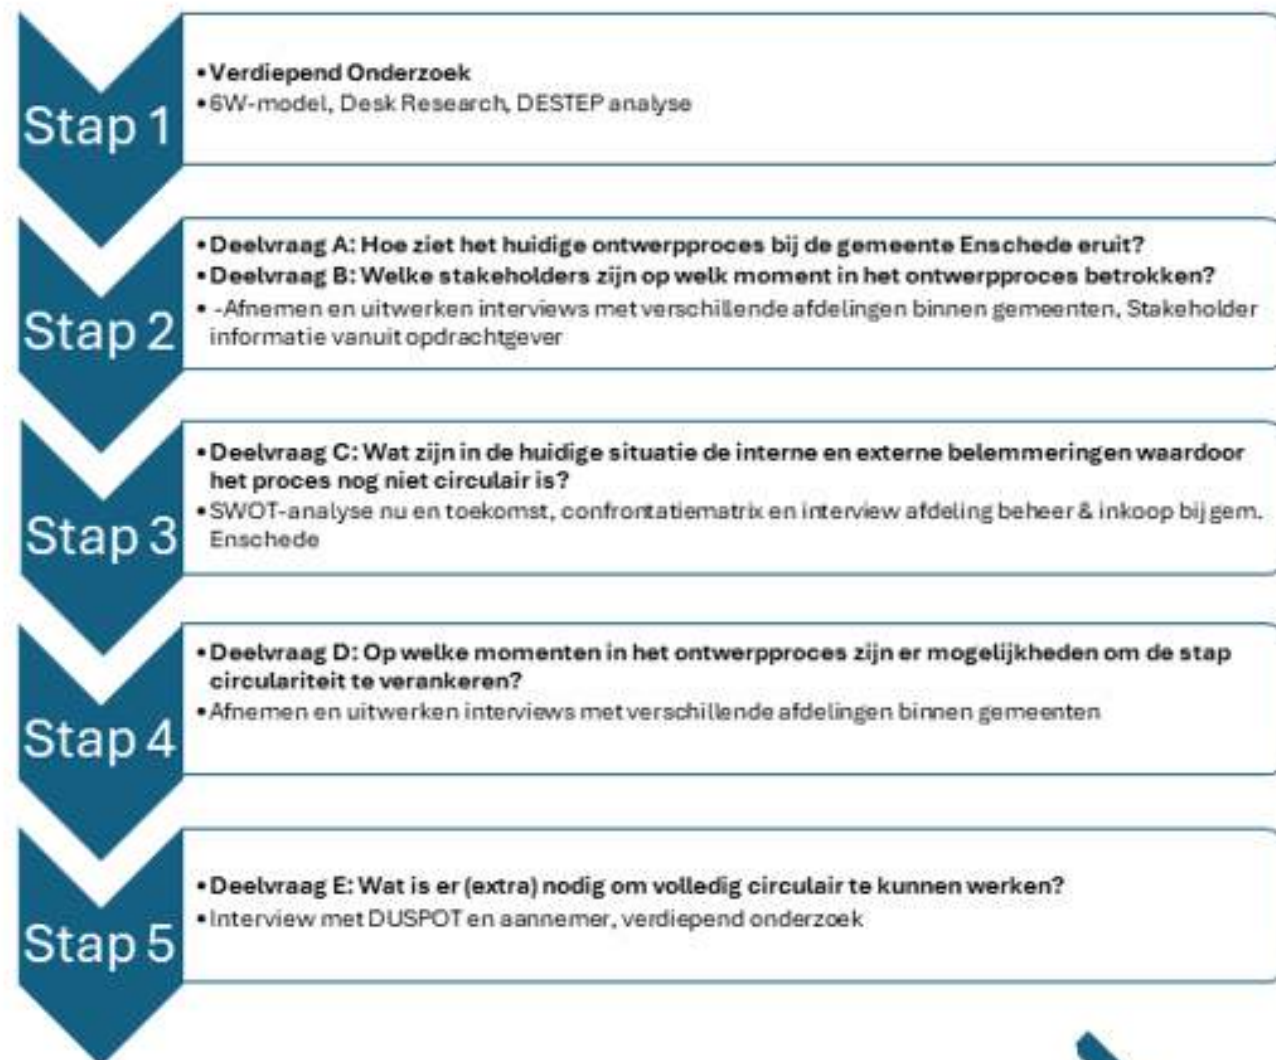 Stap 1
•Verdiepend Onderzoek
•6W-model, Desk Research, DESTEP analyse
Stap 2
•Deelvraag A: Hoe ziet het huidige ontwerpproces bij de gemeente Enschede eruit?
•Deelvraag B: Welke stakeholders zijn op welk moment in het ontwerpproces betrokken?
• -Afnemen en uitwerken interviews met verschillende afdelingen binnen gemeenten, Stakeholder
informatie vanuit opdrachtgever
Stap 3
•Deelvraag C: Wat zijn in de huidige situatie de interne en externe belemmeringen waardoor
het proces nog niet circulair is?
•SWOT-analyse nu en toekomst, confrontatiematrix en interview afdeling beheer & inkoop bij gem.
Enschede
Stap 4
•Deelvraag D: Op welke momenten in het ontwerpproces zijn er mogelijkheden om de stap
circulariteit te verankeren?
•Afnemen en uitwerken interviews met verschillende afdelingen binnen gemeenten
Stap 5
•Deelvraag E: Wat is er (extra) nodig om volledig circulair te kunnen werken?
•Interview met DUSPOT en aannemer, verdiepend onderzoek